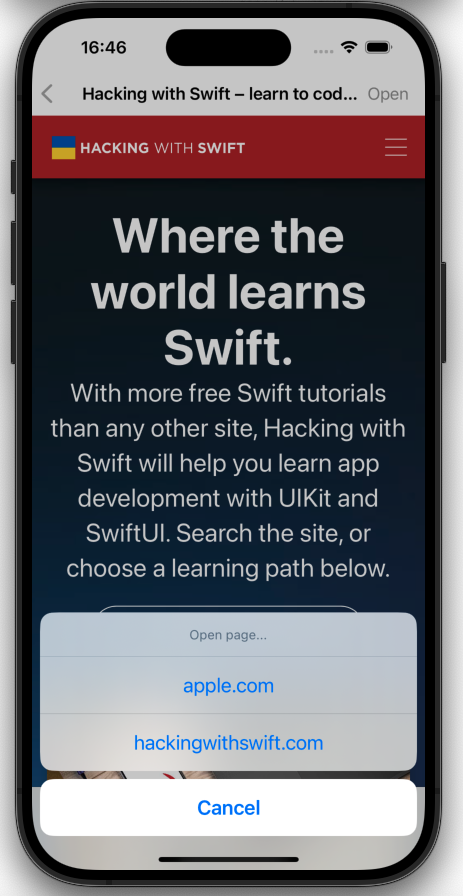 16:46
Hacking with Swift – learn to cod... Open
HACKING WITH SWIFT
Where the
world learns
Swift.
With more free Swift tutorials
than any other site, Hacking with
Swift will help you learn app
development with UIKit and
SwiftUI. Search the site, or
choose a learning path below.
Open page...
apple.com
hackingwithswift.com
Cancel